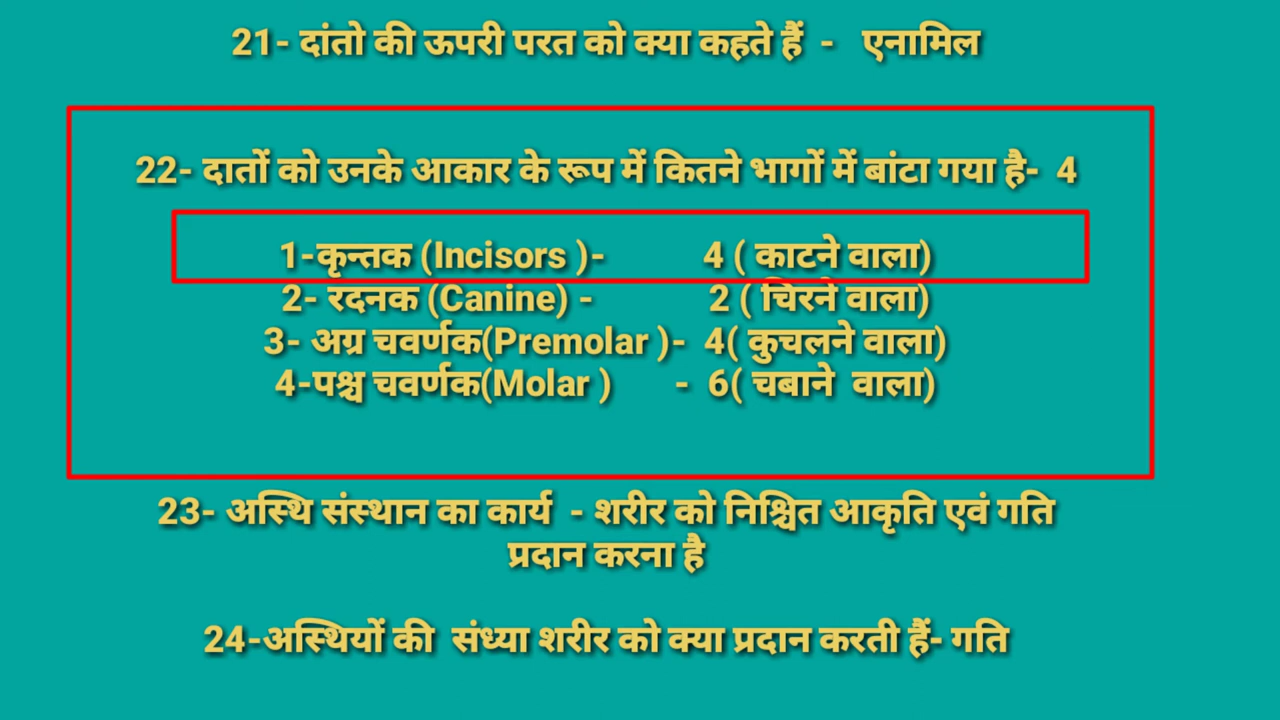 21- दांतो की ऊपरी परत को क्या कहते हैं - एनामिल
22- दातों को उनके आकार के रूप में कितने भागों में बांटा गया है- 4
1-कृन्तक (Incisors )- 4 ( काटने वाला)
2- रदनक (Canine) - 2 ( चिरने वाला)
3- अग्र चवर्णक(Premolar )- 4( कुचलने वाला)
4-पश्च चवर्णक(Molar ) - 6( चबाने वाला)
23- अस्थि संस्थान का कार्य - शरीर को निश्चित आकृति एवं गति
प्रदान करना है
24-अस्थियों की संध्या शरीर को क्या प्रदान करती हैं- गति